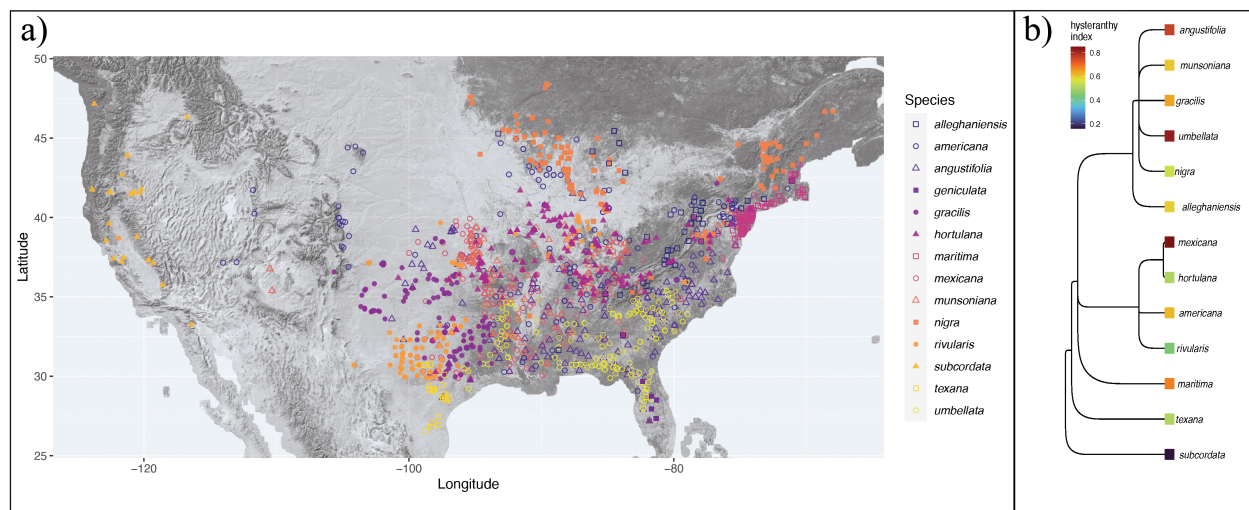 a)
50
45
40
35
30
25
Latitude
−120
−100
−80
Longitude
Species
alleghaniensis
americana
angustifolia
geniculata
gracilis
hortulana
maritima
mexicana
munsoniana
nigra
rivularis
subcordata
texana
umbellata
b)
hysteranthy
index
0.8
0.6
0.4
0.2
angustifolia
munsoniana
gracilis
umbellata
nigra
alleghaniensis
mexicana
hortulana
americana
rivularis
maritima
texana
subcordata